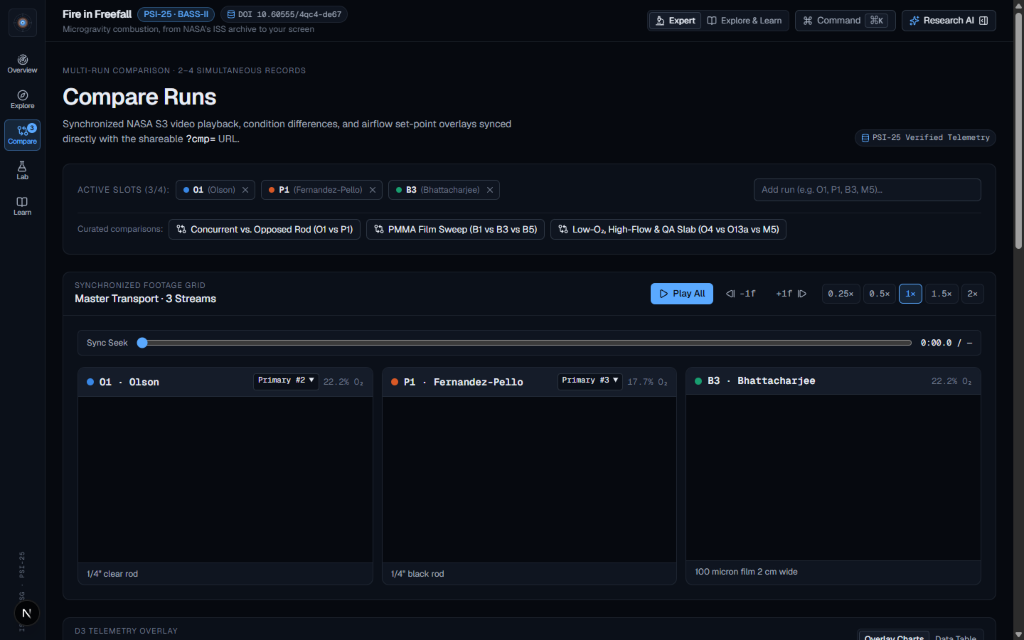 Fire in Freefall PSI-25 · BASS-II DOI 10.60555/4qc4-de67
Microgravity combustion, from NASA's ISS archive to your screen
Expert Explore & Learn Command ⌘K Research AI
Overview
Explore
3
Compare
Lab
Learn
PSI-25
N
MULTI-RUN COMPARISON · 2–4 SIMULTANEOUS RECORDS
Compare Runs
Synchronized NASA S3 video playback, condition differences, and airflow set-point overlays synced
directly with the shareable ?cmp= URL.
PSI-25 Verified Telemetry
ACTIVE SLOTS (3/4): O1 (Olson) × P1 (Fernandez-Pello) × B3 (Bhattacharjee) ×
Add run (e.g. O1, P1, B3, M5)...
Curated comparisons: Concurrent vs. Opposed Rod (O1 vs P1) PMMA Film Sweep (B1 vs B3 vs B5) Low-O₂, High-Flow & QA Slab (O4 vs O13a vs M5)
SYNCHRONIZED FOOTAGE GRID
Master Transport · 3 Streams
Play All -1f +1f 0.25× 0.5× 1× 1.5× 2×
Sync Seek 0:00.0 / –
O1 · Olson Primary #2 ▼ 22.2% O₂
P1 · Fernandez-Pello Primary #3 ▼ 17.7% O₂
B3 · Bhattacharjee 22.2% O₂
1/4" clear rod
1/4" black rod
100 micron film 2 cm wide
D3 TELEMETRY OVERLAY
Overlay Charts Data Table